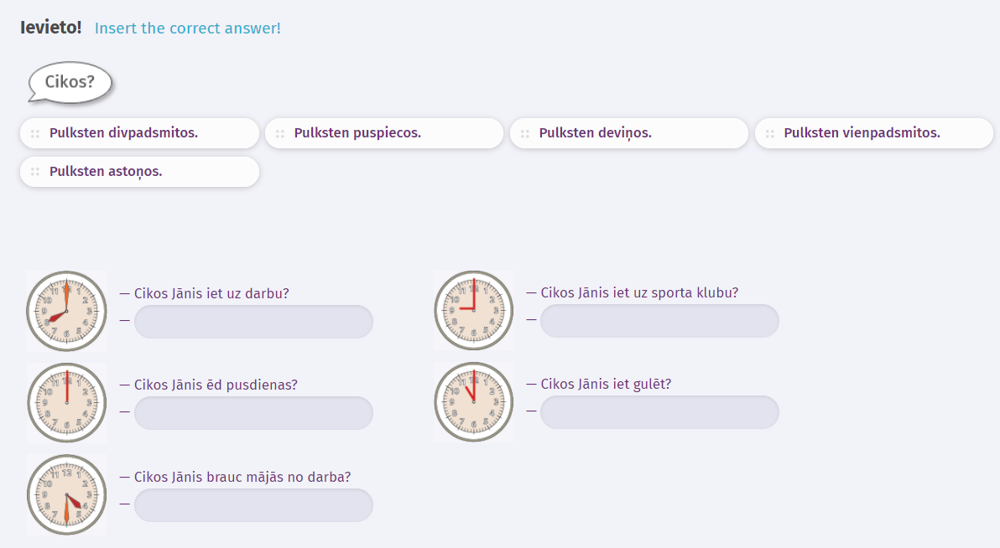 Ievieto! Insert the correct answer!
Cikos?
Pulksten divpadsmitos. Pulksten puspiecos. Pulksten deviņos. Pulksten vienpadsmitos.
Pulksten astoņos.
— Cikos Jānis iet uz darbu?
—
— Cikos Jānis iet uz sporta klubu?
—
— Cikos Jānis ēd pusdienas?
—
— Cikos Jānis iet gulēt?
—
— Cikos Jānis brauc mājās no darba?
—